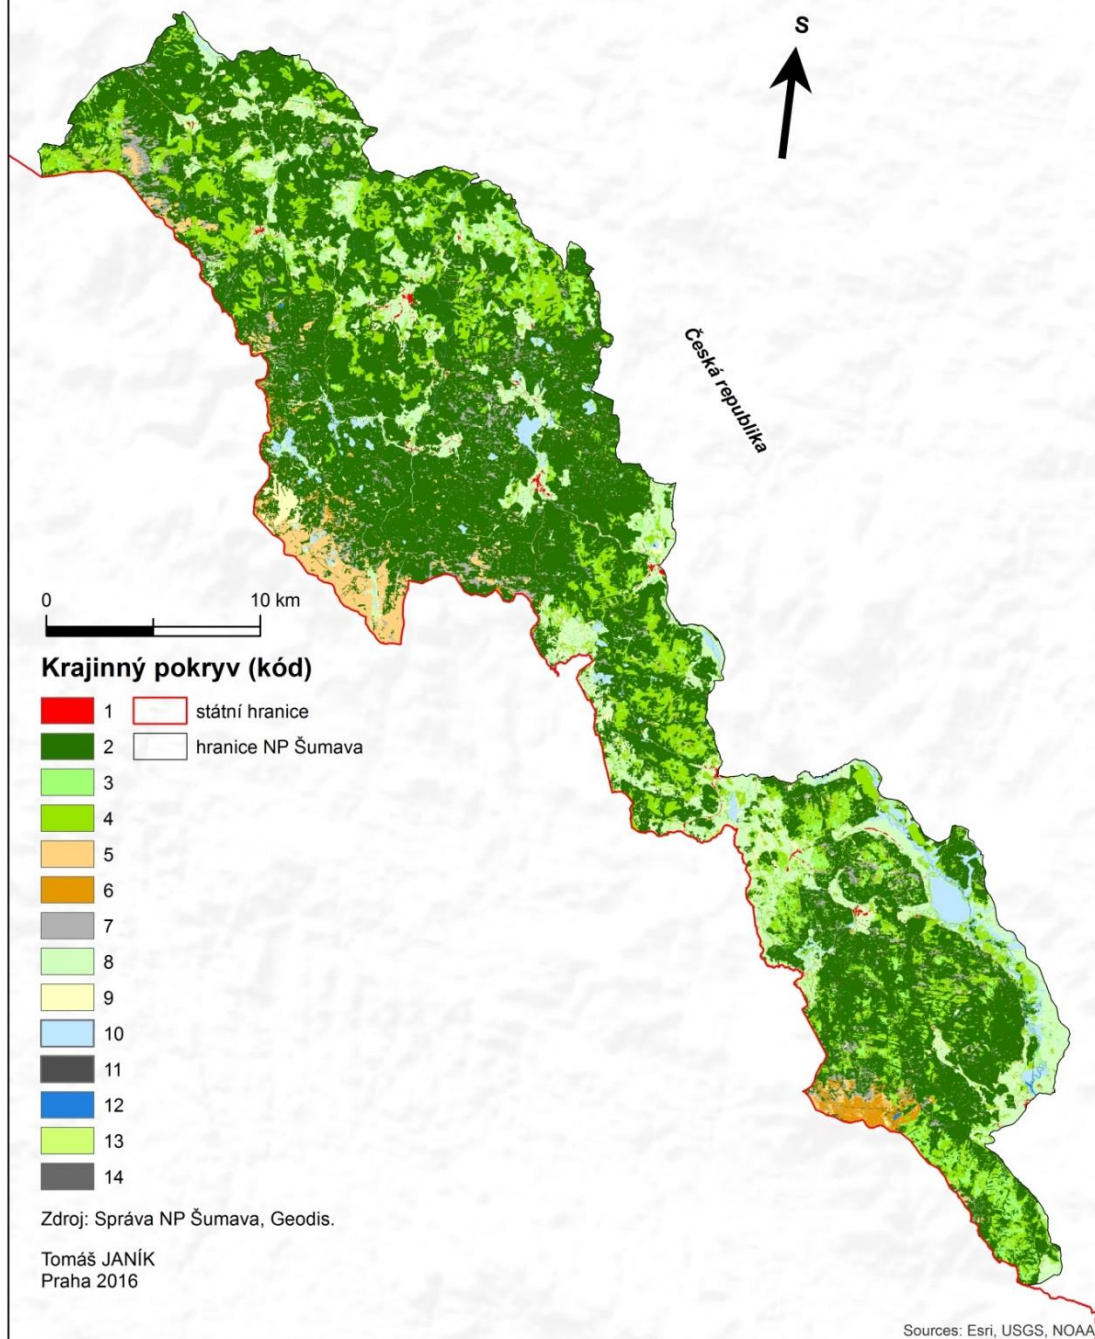 S
Česká republika
0 10 km
Krajinný pokryv (kód)
1 státní hranice
2 hranice NP Šumava
3
4
5
6
7
8
9
10
11
12
13
14
Zdroj: Správa NP Šumava, Geodis.
Tomáš JANÍK
Praha 2016
Sources: Esri, USGS, NOAA